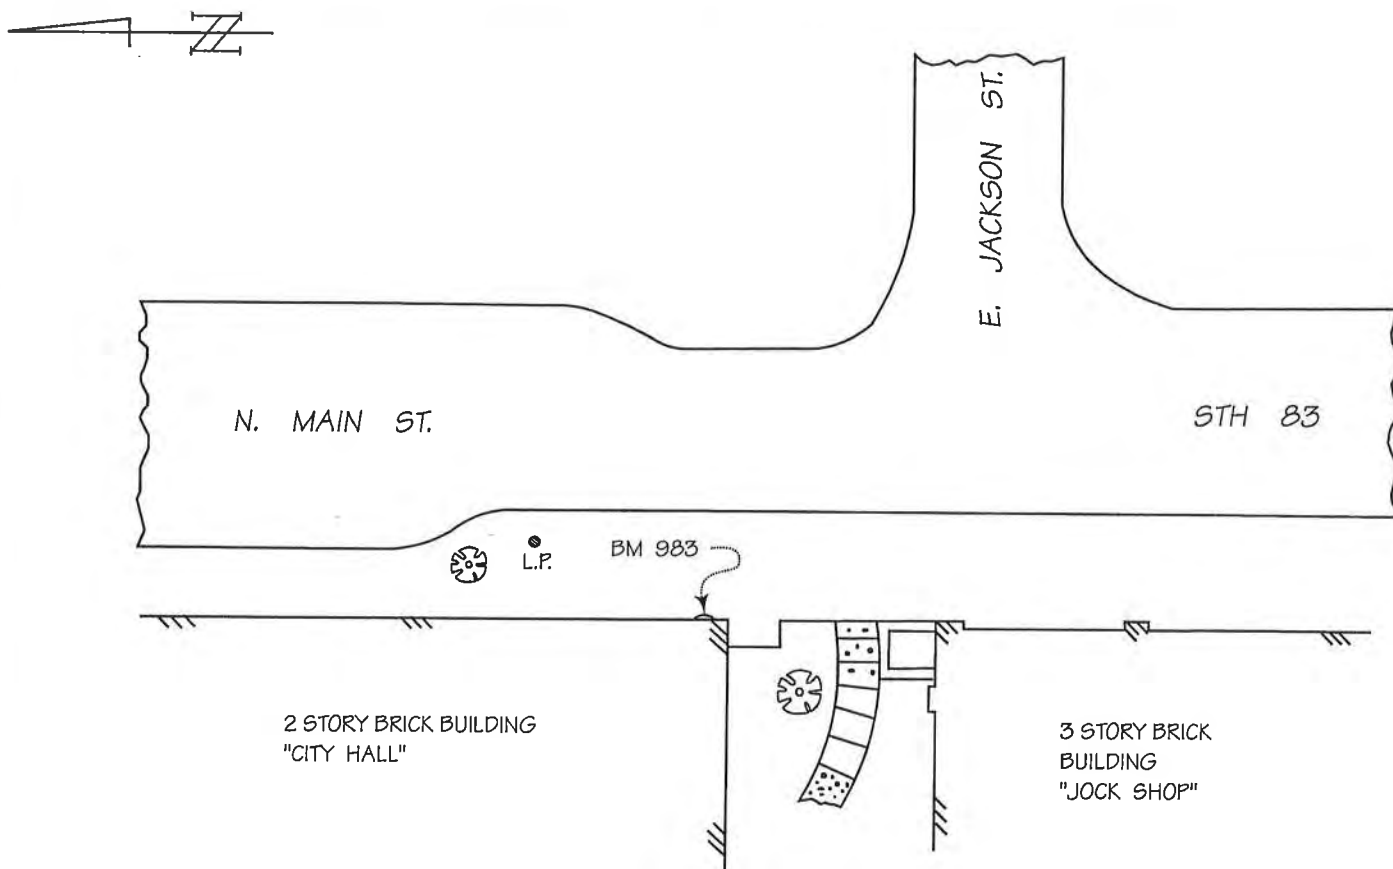 N
E. JACKSON ST.
N. MAIN ST.
STH 83
BM 983
L.P.
2 STORY BRICK BUILDING
"CITY HALL"
3 STORY BRICK
BUILDING
"JOCK SHOP"